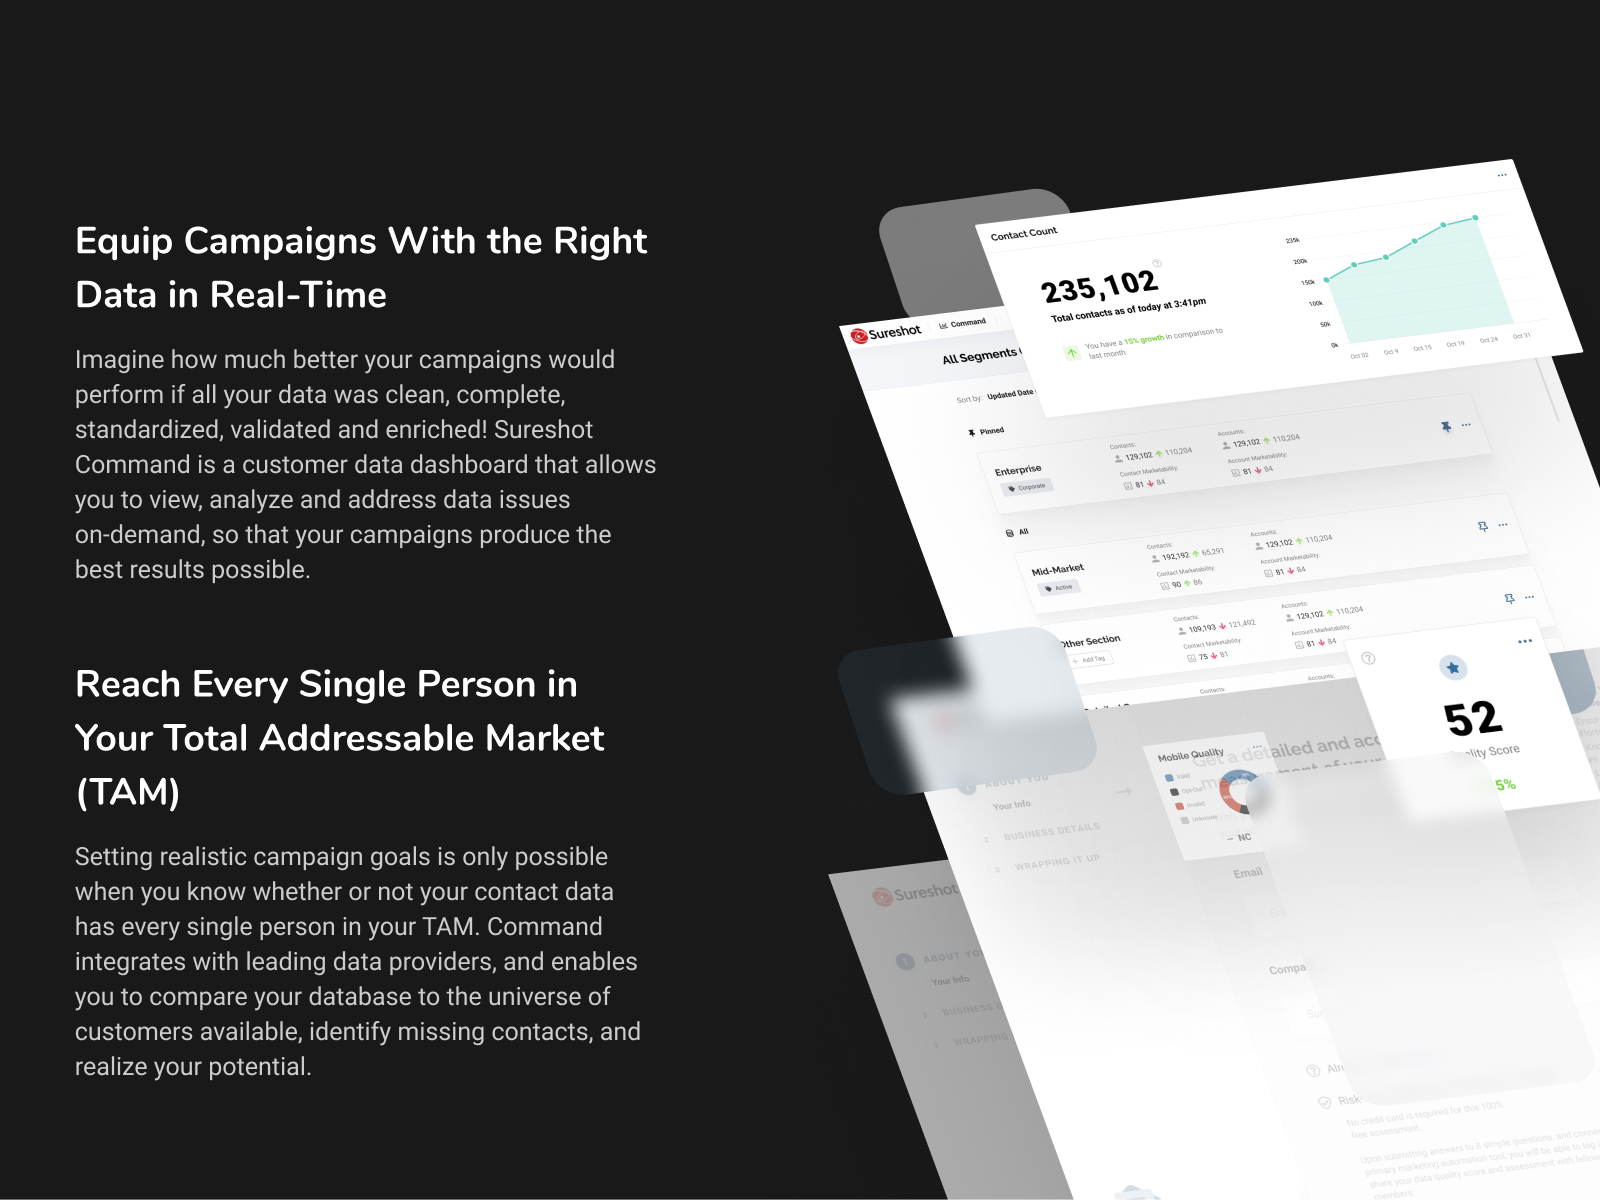 Equip Campaigns With the Right
Data in Real-Time
Imagine how much better your campaigns would
perform if all your data was clean, complete,
standardized, validated and enriched! Sureshot
Command is a customer data dashboard that allows
you to view, analyze and address data issues
on-demand, so that your campaigns produce the
best results possible.
Reach Every Single Person in
Your Total Addressable Market
(TAM)
Setting realistic campaign goals is only possible
when you know whether or not your contact data
has every single person in your TAM. Command
integrates with leading data providers, and enables
you to compare your database to the universe of
customers available, identify missing contacts, and
realize your potential.
Contact Count
235,102
Total contacts as of today at 3:41pm
You have a 15% growth in comparison to
last month
235k
200k
150k
100k
50k
0k
Oct 02 Oct 9 Oct 15 Oct 19 Oct 24 Oct 31
Sureshot Command
All Segments
Sort by: Updated Date
Pinned
Enterprise
Corporate
Contacts: Accounts:
129,102 110,204 129,102 110,204
Contact Marketability: Account Marketability:
81 84 81 84
All
Mid-Market
Active
Contacts: Accounts:
192,192 65,291 129,102 110,204
Contact Marketability: Account Marketability:
90 86 81 84
Other Section
Add Tag
Contacts: Accounts:
109,193 121,492 129,102 110,204
Contact Marketability: Account Marketability:
75 81 81 84
Contacts: Accounts:
52
Score
5%
Get a detailed and
measurement of your
Mobile Quality
Valid
Opt-Out
Invalid
Unknown
NC
1 ABOUT YOU
Your Info
2 BUSINESS DETAILS
3 WRAPPING IT UP
Email
Sureshot
1 ABOUT
Your Info
2 BUSINESS
3 WRAPPING
Risk
No credit card is required for this 100%
free assessment.
Upon submitting answers to 8 simple questions, and
primary marketing automation tool, you will be able to log
share your data quality score and assessment with
members.